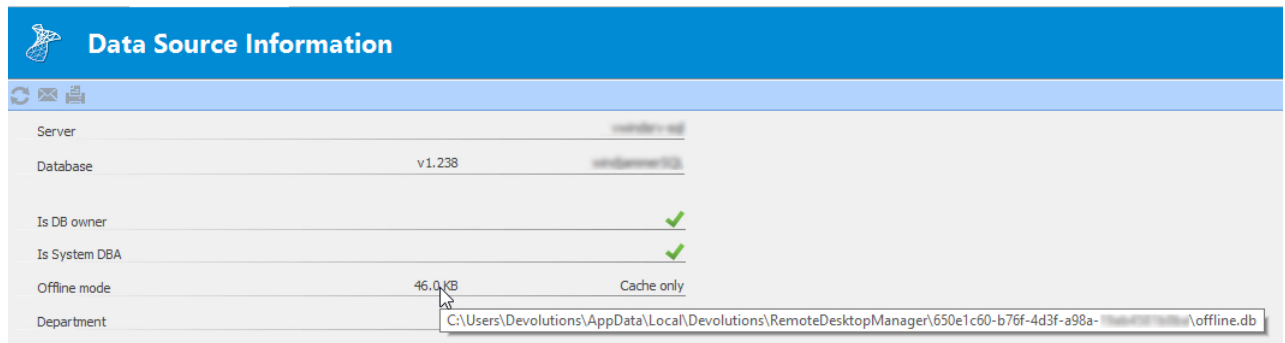 Data Source Information
Server
Database v1.238
Is DB owner
Is System DBA
Offline mode 46.0 KB Cache only
Department
C:\Users\Devolutions\AppData\Local\Devolutions\RemoteDesktopManager\650e1c60-b76f-4d3f-a98a- \offline.db